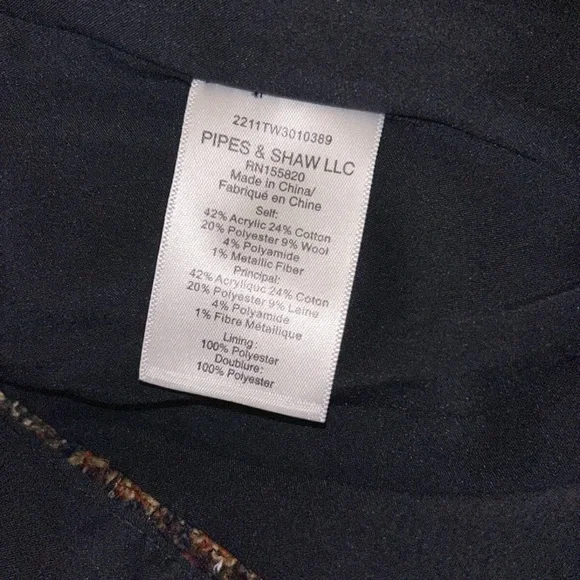 2211TW3010389
PIPES & SHAW LLC
RN155820
Made in China/
Fabriqué en Chine
Self:
42% Acrylic 24% Cotton
20% Polyester 9% Wool
4% Polyamide
1% Metallic Fiber
Principal:
42% Acrylique 24% Coton
20% Polyester 9% Laine
4% Polyamide
1% Fibre Métallique
Lining:
100% Polyester
Doublure:
100% Polyester